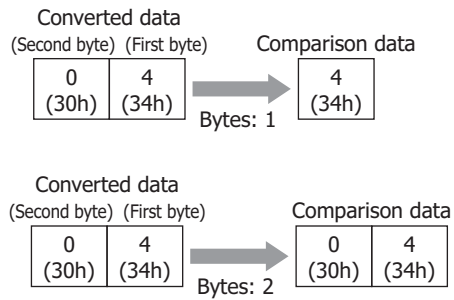 Converted data
(Second byte) (First byte) Comparison data
0 4 4
(30h) (34h) (34h)
Bytes: 1
Converted data
(Second byte) (First byte) Comparison data
0 4 0 4
(30h) (34h) (30h) (34h)
Bytes: 2